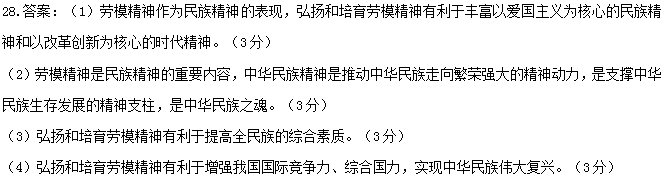 28.答案：（1）劳模精神作为民族精神的表现，弘扬和培育劳模精神有利于丰富以爱国主义为核心的民族精
神和以改革创新为核心的时代精神。（3分）
（2）劳模精神是民族精神的重要内容，中华民族精神是推动中华民族走向繁荣强大的精神动力，是支撑中华
民族生存发展的精神支柱，是中华民族之魂。（3分）
（3）弘扬和培育劳模精神有利于提高全民族的综合素质。（3分）
（4）弘扬和培育劳模精神有利于增强我国国际竞争力、综合国力，实现中华民族伟大复兴。（3分）